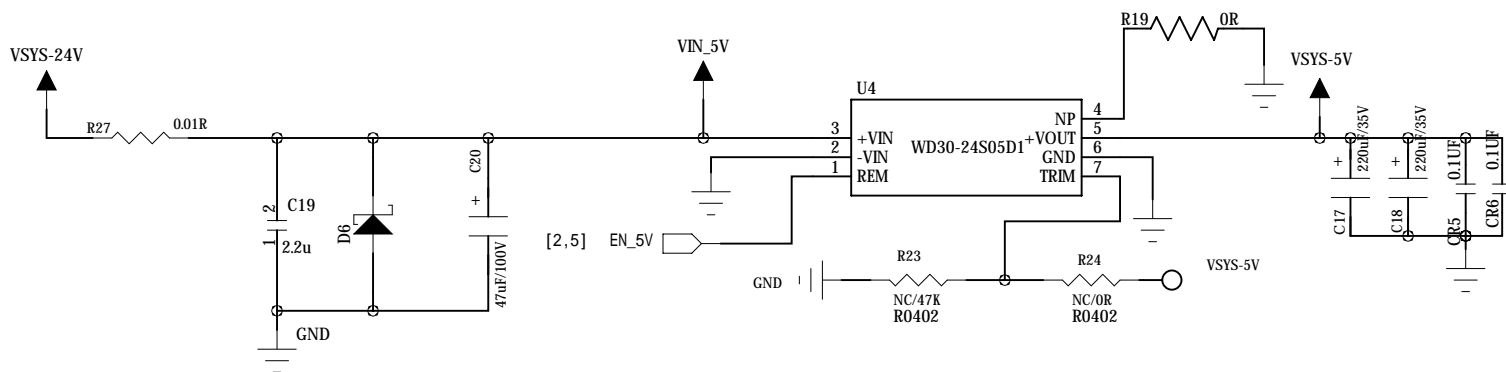 R19 0R
VSYS-24V
VIN_5V
VSYS-5V
U4
R27 0.01R
C20
3 +VIN
2 -VIN
1 REM
WD30-24S05D1
NP 4
+VOUT 5
GND 6
TRIM 7
+ 220uF/35V
+ 220uF/35V
0.1UF
0.1UF
C17
C18
CR5
CR6
2 C19
1 2.2u
D6
+
47uF/100V
[2,5] EN_5V
GND
R23
R24
VSYS-5V
NC/47K
R0402
NC/0R
R0402
GND